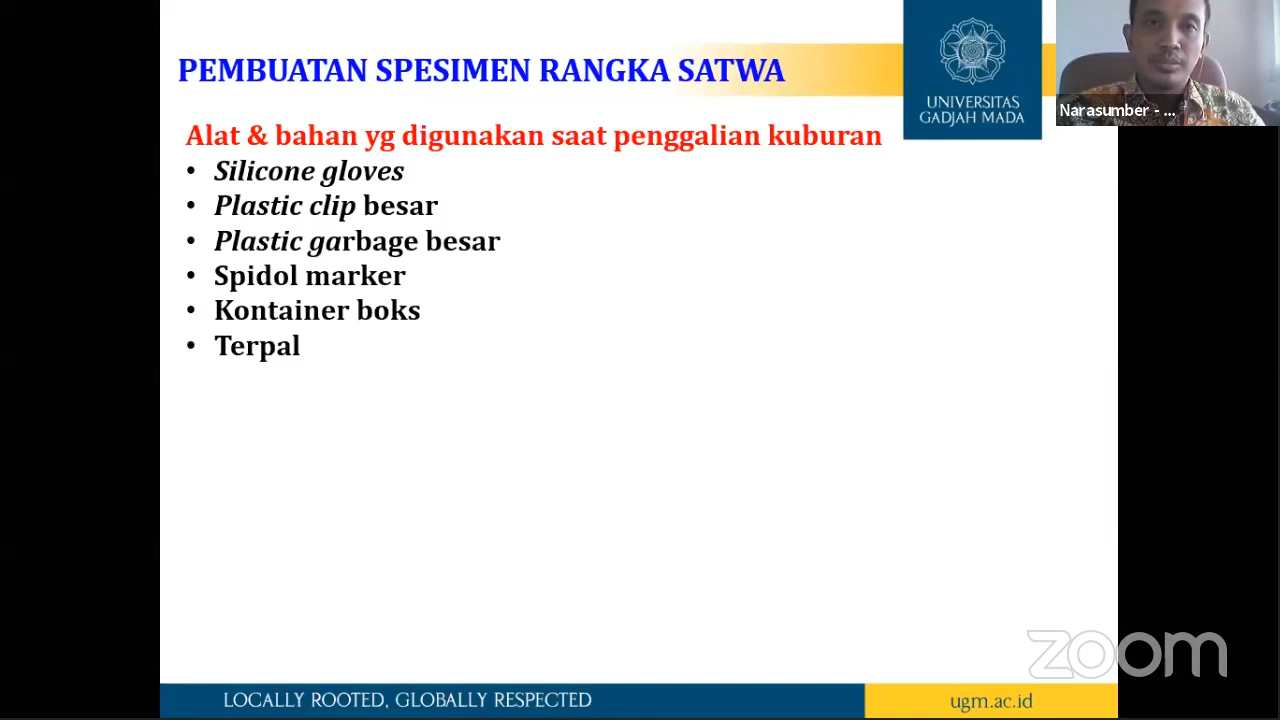 PEMBUATAN SPESIMEN RANGKA SATWA
UNIVERSITAS
GADJAH MADA
Narasumber - ...
Alat & bahan yg digunakan saat penggalian kuburan
• Silicone gloves
• Plastic clip besar
• Plastic garbage besar
• Spidol marker
• Kontainer boks
• Terpal
zoom
LOCALLY ROOTED, GLOBALLY RESPECTED
ugm.ac.id